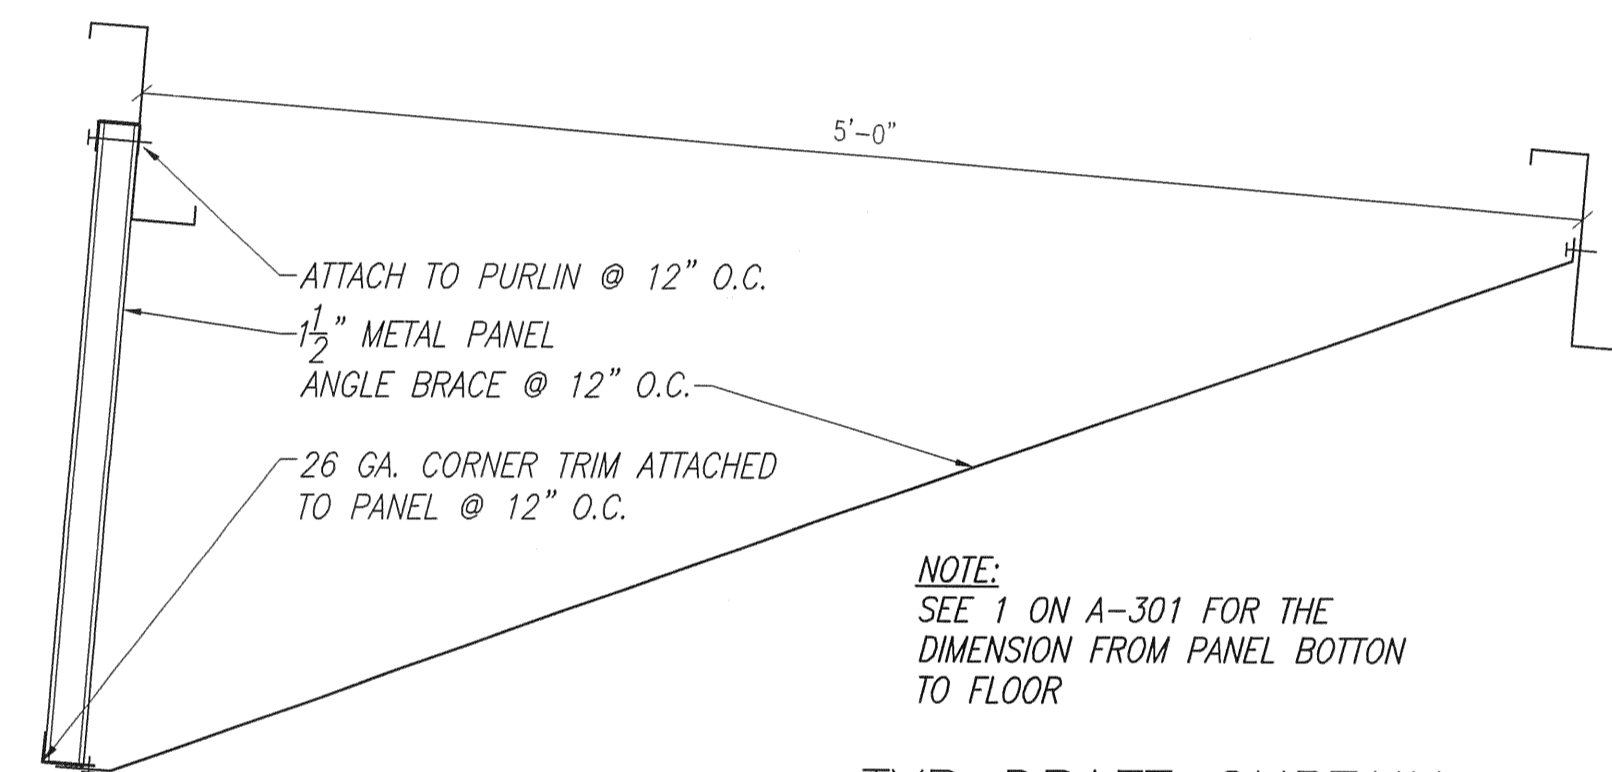 5'-0"
ATTACH TO PURLIN @ 12" O.C.
1 1/2" METAL PANEL
ANGLE BRACE @ 12" O.C.
26 GA. CORNER TRIM ATTACHED
TO PANEL @ 12" O.C.
NOTE:
SEE 1 ON A-301 FOR THE
DIMENSION FROM PANEL BOTTON
TO FLOOR